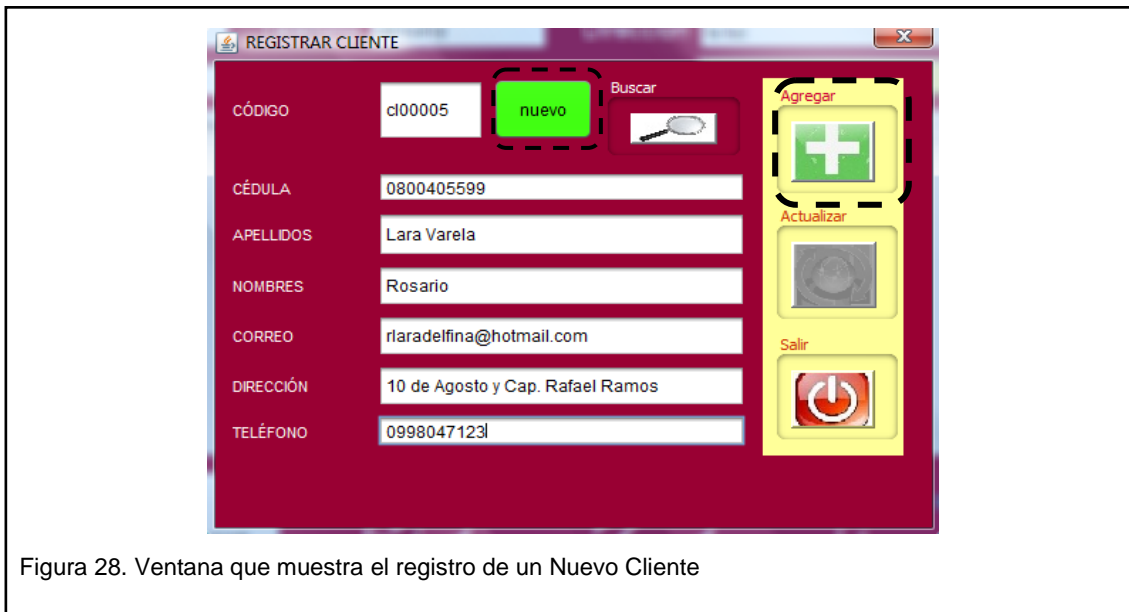 REGISTRAR CLIENTE
CÓDIGO
cl00005
nuevo
Buscar
Agregar
CÉDULA
0800405599
APELLIDOS
Lara Varela
Actualizar
NOMBRES
Rosario
CORREO
rlaradelfina@hotmail.com
Salir
DIRECCIÓN
10 de Agosto y Cap. Rafael Ramos
TELÉFONO
0998047123
Figura 28. Ventana que muestra el registro de un Nuevo Cliente